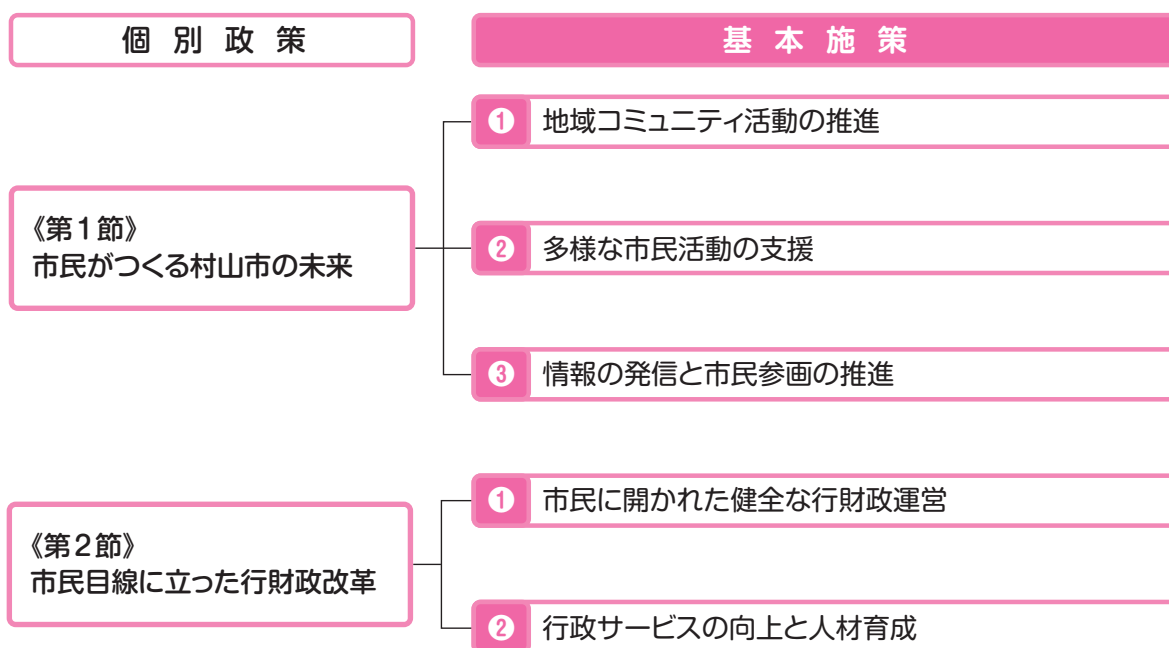 個別政策
基本施策
❶ 地域コミュニティ活動の推進
《第1節》
市民がつくる村山市の未来
❷ 多様な市民活動の支援
❸ 情報の発信と市民参画の推進
❶ 市民に開かれた健全な行財政運営
《第2節》
市民目線に立った行財政改革
❷ 行政サービスの向上と人材育成